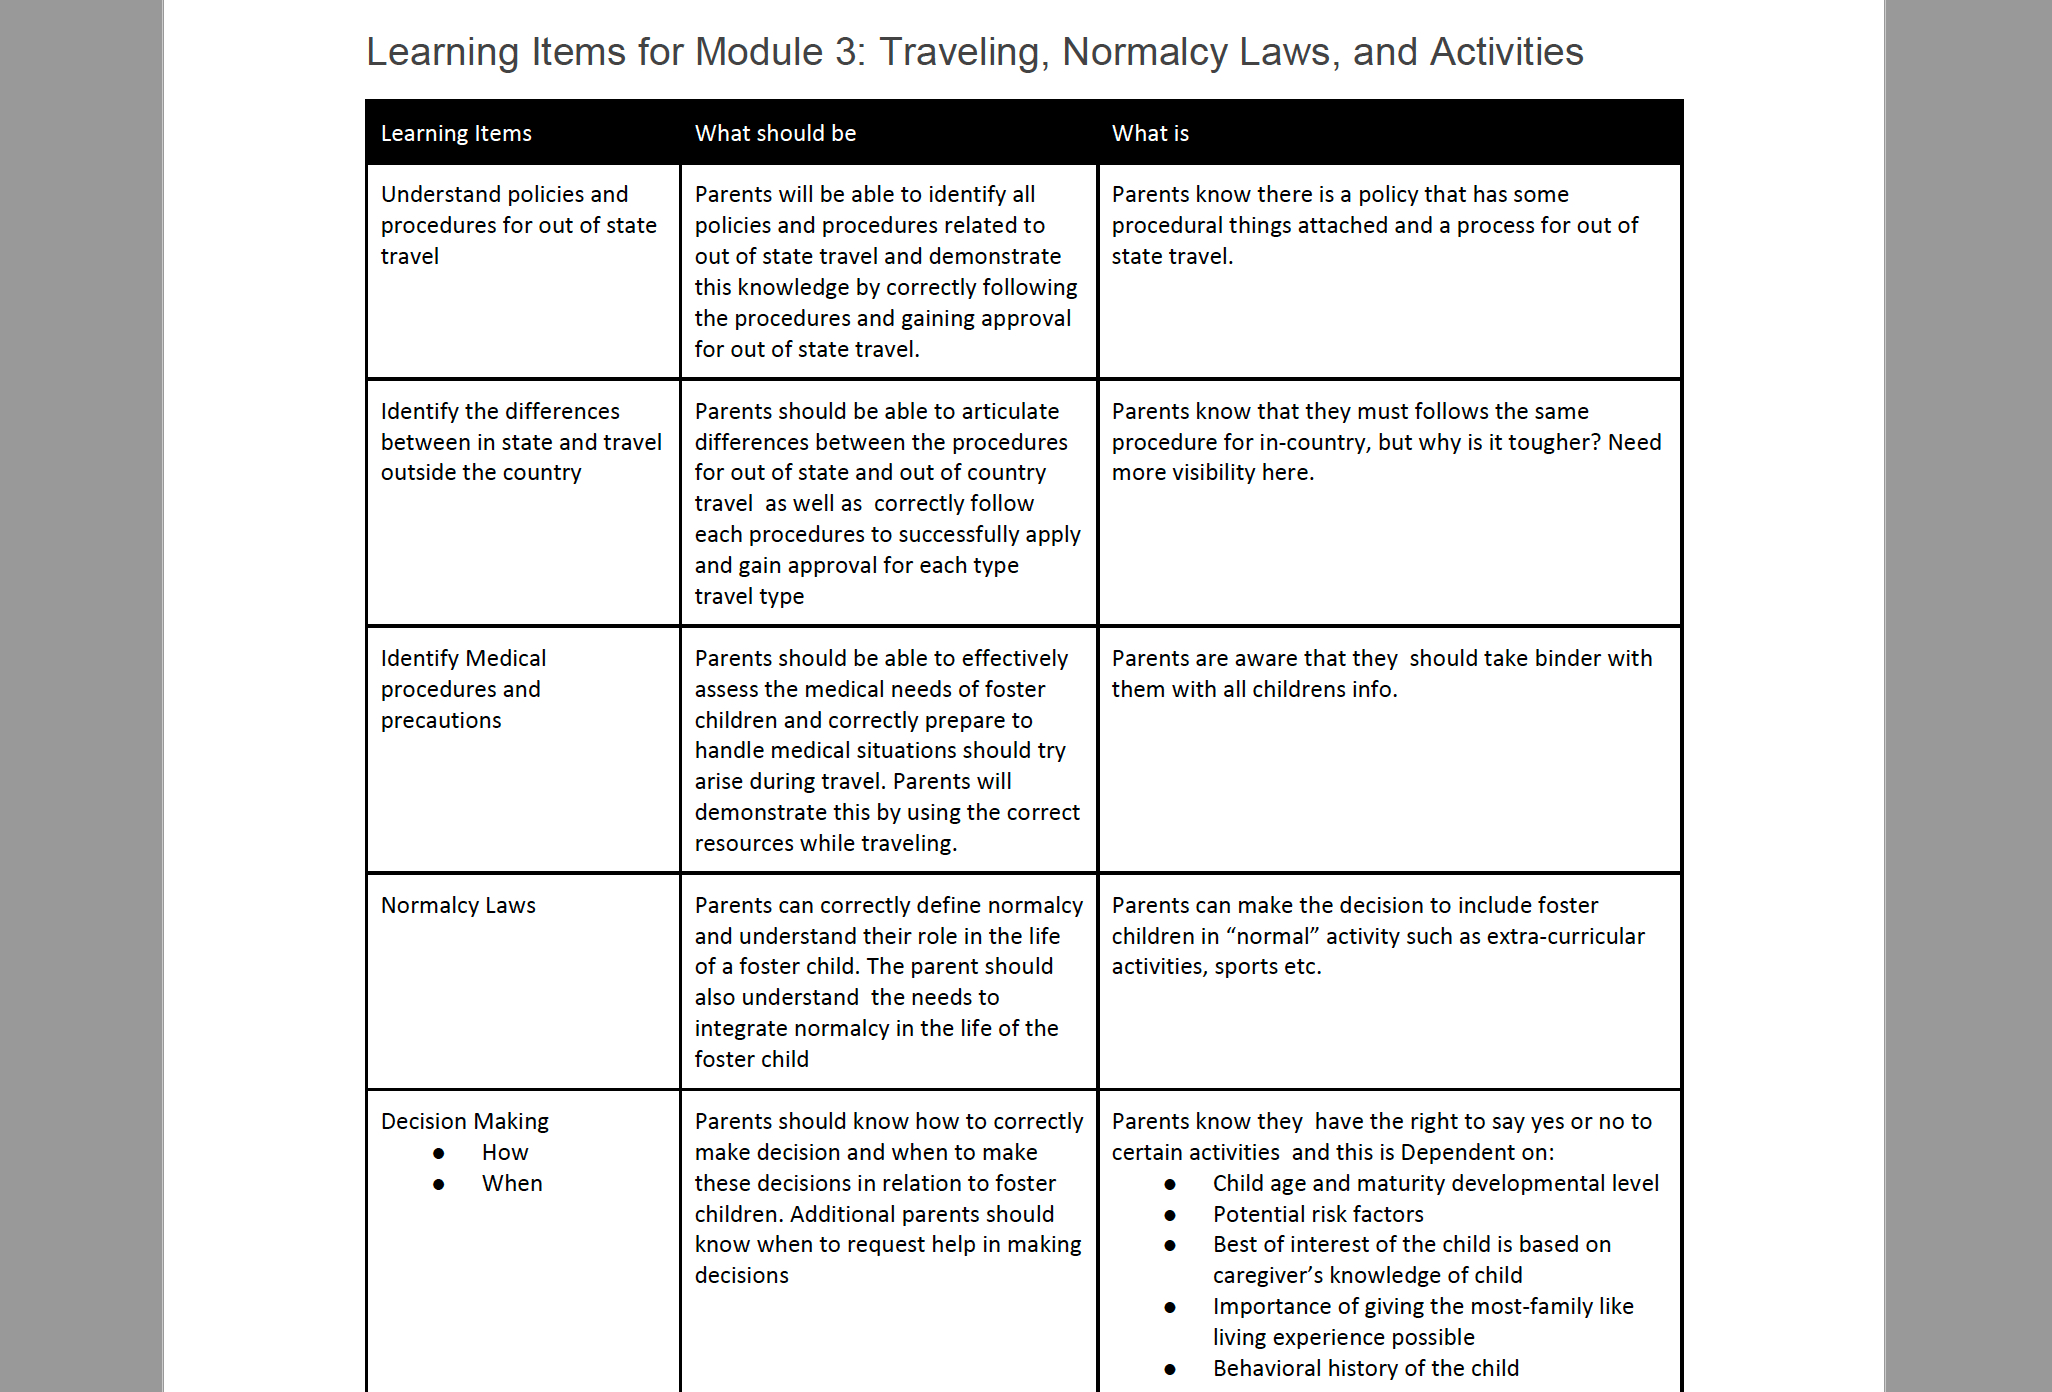 Learning Items for Module 3: Traveling, Normalcy Laws, and Activities
Learning Items
What should be
What is
Understand policies and
procedures for out of state
travel
Parents will be able to identify all
policies and procedures related to
out of state travel and demonstrate
this knowledge by correctly following
the procedures and gaining approval
for out of state travel.
Parents know there is a policy that has some
procedural things attached and a process for out of
state travel.
Identify the differences
between in state and travel
outside the country
Parents should be able to articulate
differences between the procedures
for out of state and out of country
travel  as well as  correctly follow
each procedures to successfully apply
and gain approval for each type
travel type
Parents know that they must follows the same
procedure for in-country, but why is it tougher? Need
more visibility here.
Identify Medical
procedures and
precautions
Parents should be able to effectively
assess the medical needs of foster
children and correctly prepare to
handle medical situations should try
arise during travel. Parents will
demonstrate this by using the correct
resources while traveling.
Parents are aware that they  should take binder with
them with all childrens info.
Normalcy Laws
Parents can correctly define normalcy
and understand their role in the life
of a foster child. The parent should
also understand  the needs to
integrate normalcy in the life of the
foster child
Parents can make the decision to include foster
children in “normal” activity such as extra-curricular
activities, sports etc.
Decision Making
● How
● When
Parents should know how to correctly
make decision and when to make
these decisions in relation to foster
children. Additional parents should
know when to request help in making
decisions
Parents know they  have the right to say yes or no to
certain activities  and this is Dependent on:
● Child age and maturity developmental level
● Potential risk factors
● Best of interest of the child is based on
caregiver’s knowledge of child
● Importance of giving the most-family like
living experience possible
● Behavioral history of the child